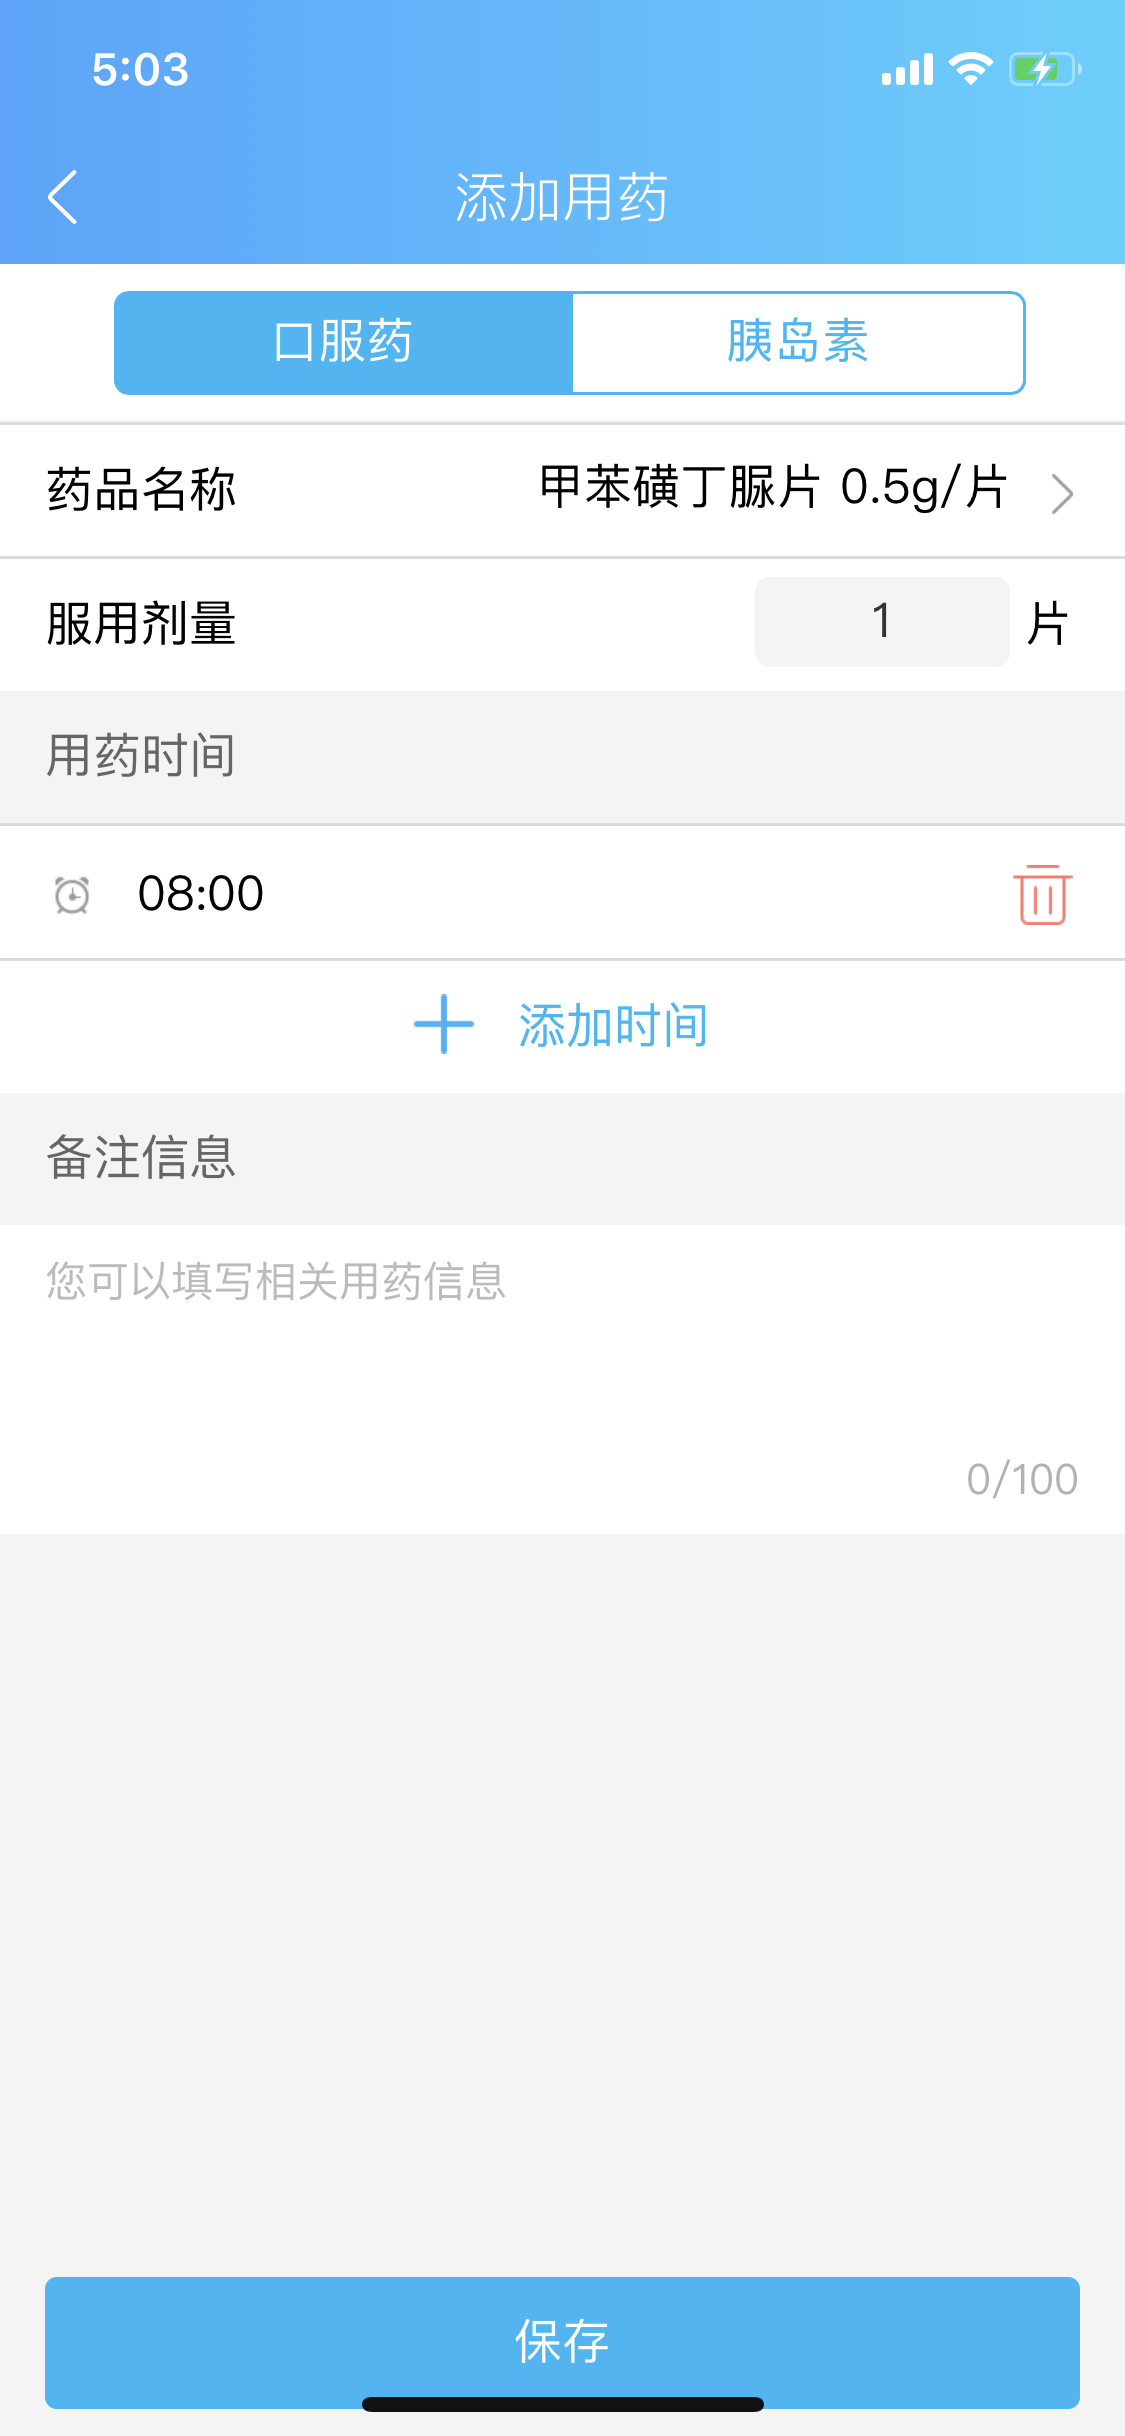 5:03
添加用药
口服药 胰岛素
药品名称 甲苯磺丁脲片 0.5g/片
服用剂量 1 片
用药时间
08:00
添加时间
备注信息
您可以填写相关用药信息
0/100
保存